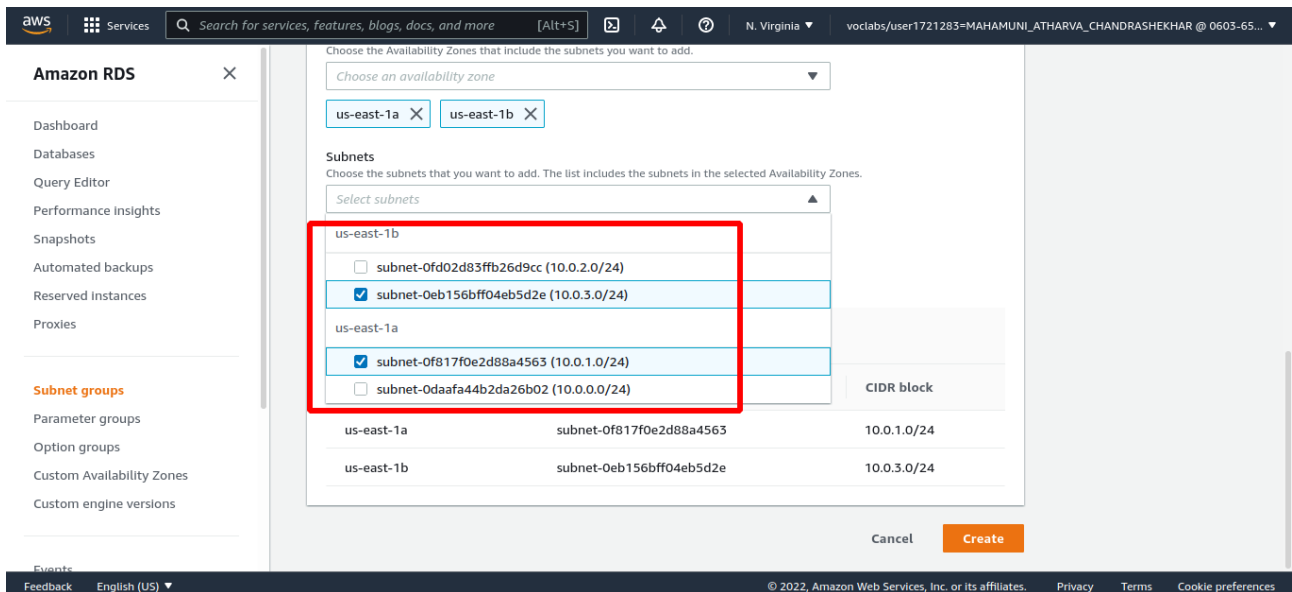 aws Services Search for services, features, blogs, docs, and more [Alt+S] N. Virginia ▼ voclabs/user1721283=MAHAMUNI_ATHARVA_CHANDRASHEKHAR @ 0603-65... ▼
Amazon RDS
Dashboard
Databases
Query Editor
Performance insights
Snapshots
Automated backups
Reserved instances
Proxies
Subnet groups
Parameter groups
Option groups
Custom Availability Zones
Custom engine versions
Events
Choose the Availability Zones that include the subnets you want to add.
Choose an availability zone
us-east-1a us-east-1b
Subnets
Choose the subnets that you want to add. The list includes the subnets in the selected Availability Zones.
Select subnets
us-east-1b
subnet-0fd02d83ffb26d9cc (10.0.2.0/24)
subnet-0eb156bff04eb5d2e (10.0.3.0/24)
us-east-1a
subnet-0f817f0e2d88a4563 (10.0.1.0/24)
subnet-0daafa44b2da26b02 (10.0.0.0/24)
CIDR block
us-east-1a subnet-0f817f0e2d88a4563 10.0.1.0/24
us-east-1b subnet-0eb156bff04eb5d2e 10.0.3.0/24
Cancel Create
Feedback English (US) ▼ © 2022, Amazon Web Services, Inc. or its affiliates. Privacy Terms Cookie preferences